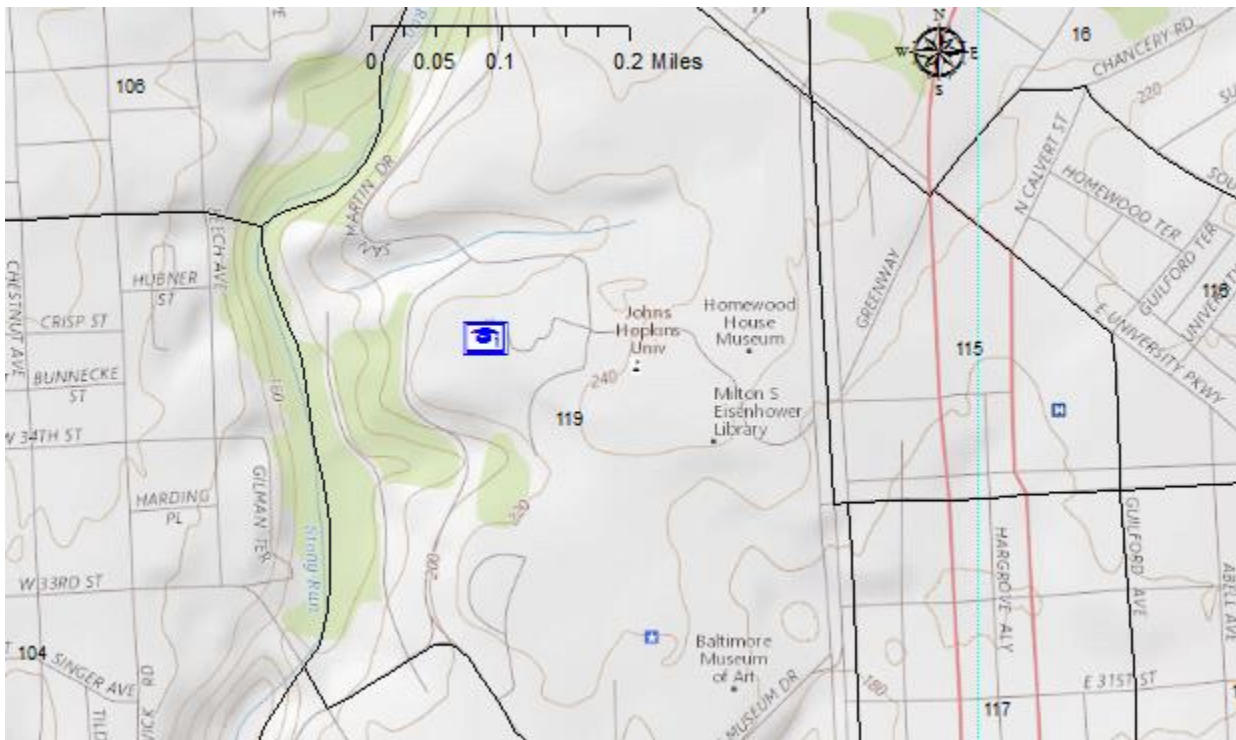 N
16
CHANCERY RD
106
0 0.05 0.1 0.2 Miles
W E
S
220
N CALVERT ST
HOMEWOOD TER
MARTIN DR
SAN
GUILFORD TER
UNIVERSITY
116
HUBNER
ST
CHESTNUT AVE
GREENWAY
CRISP ST
Johns
Hopkins
Univ
Homewood
House
Museum
E UNIVERSITY PKWY
115
BUNNECKE
ST
160
240
119
Milton S
Eisenhower
Library
H
W 34TH ST
GILMAN TER
HARDING
PL
Stony Run
HARGROVE ALY
GUILFORD AVE
ABELL AVE
W 33RD ST
200
104
SINGER AVE
Baltimore
Museum
of Art
MUSEUM DR
180
E 31ST ST
117